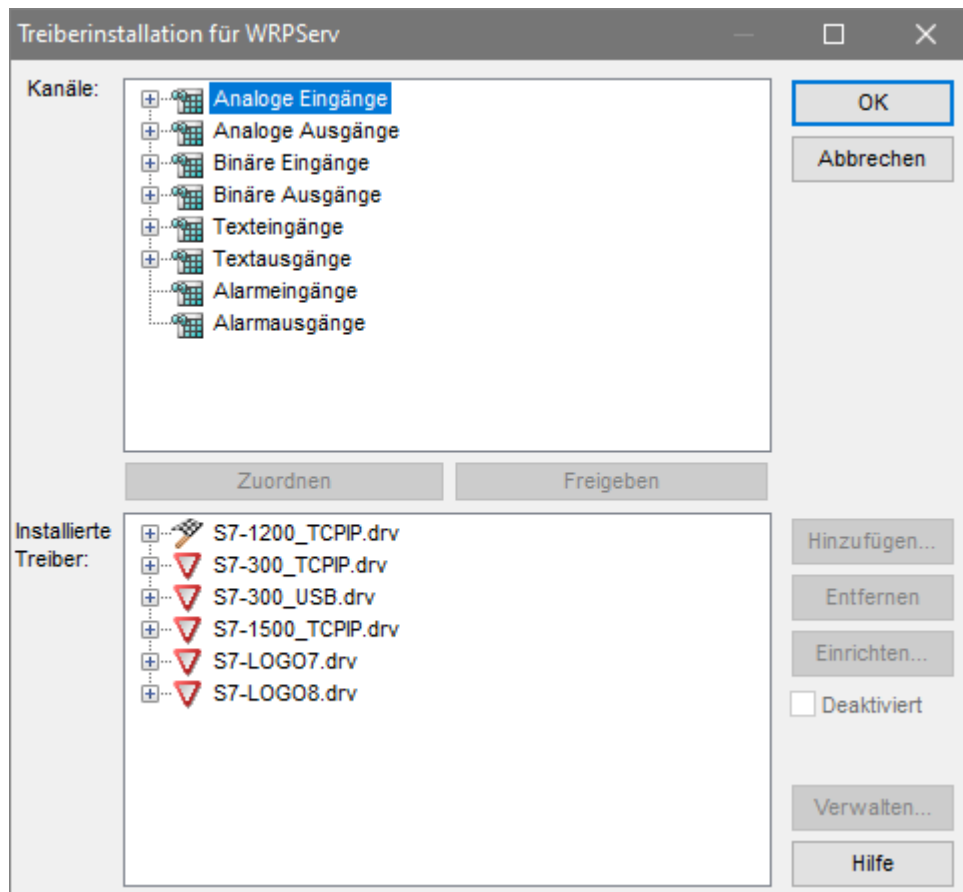 Treiberinstallation für WRPServ
Kanäle:
Analoge Eingänge
Analoge Ausgänge
Binäre Eingänge
Binäre Ausgänge
Texteingänge
Textausgänge
Alarmeingänge
Alarmausgänge
OK
Abbrechen
Zuordnen
Freigeben
Installierte
Treiber:
S7-1200_TCPIP.drv
S7-300_TCPIP.drv
S7-300_USB.drv
S7-1500_TCPIP.drv
S7-LOGO7.drv
S7-LOGO8.drv
Hinzufügen...
Entfernen
Einrichten...
Deaktiviert
Verwalten...
Hilfe